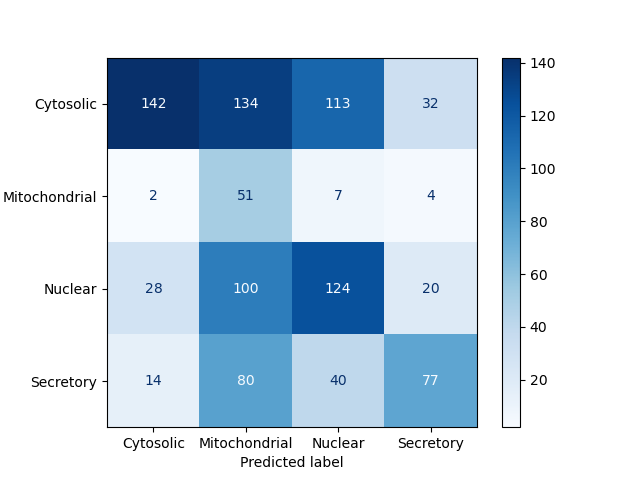 140
Cytosolic 142 134 113 32
120
100
Mitochondrial 2 51 7 4
80
Nuclear 28 100 124 20
60
40
Secretory 14 80 40 77
20
Cytosolic Mitochondrial Nuclear Secretory
Predicted label